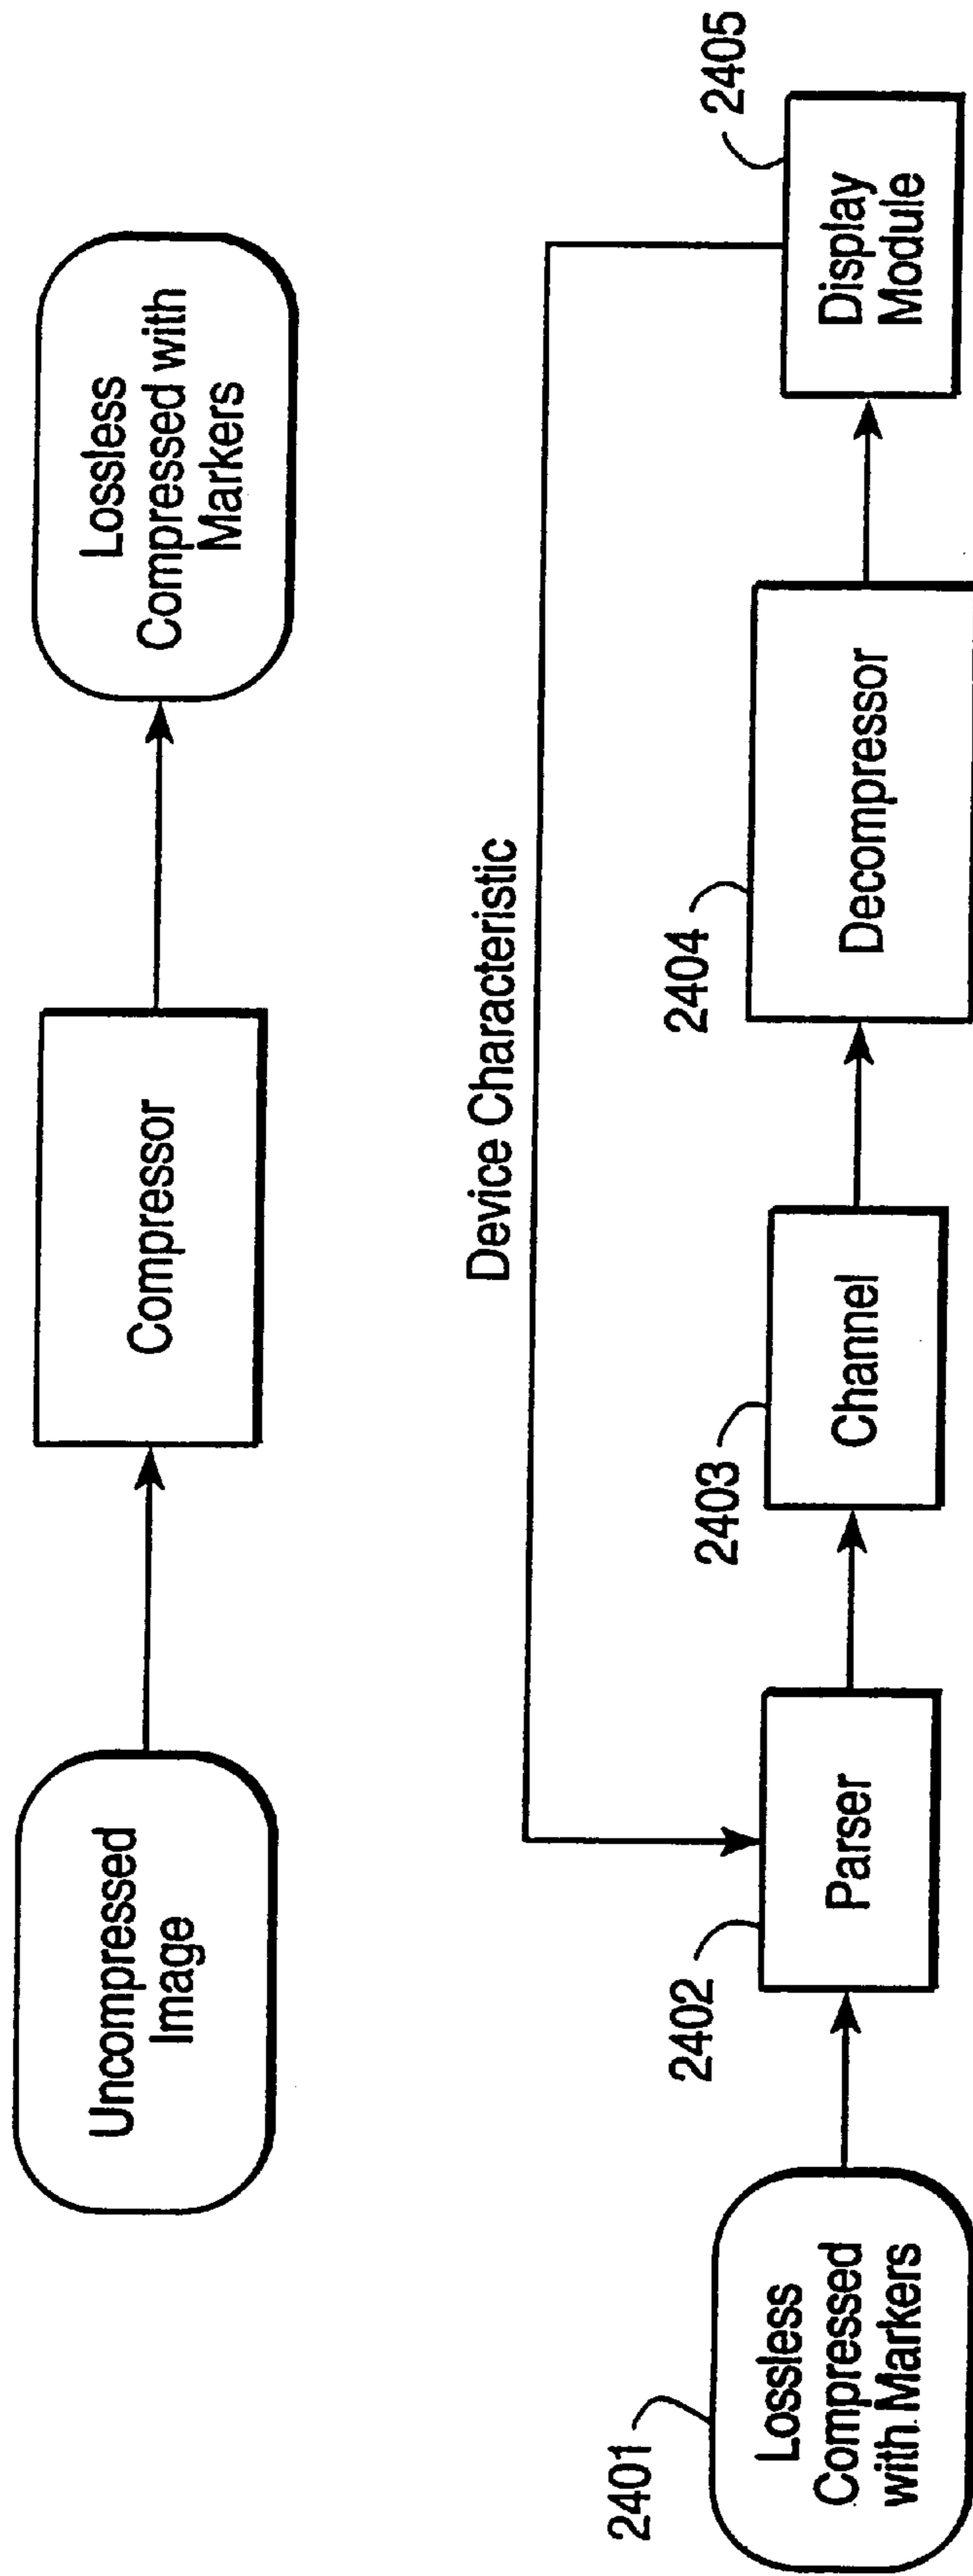 Uncompressed
Image
Compressor
Lossless
Compressed with
Markers
Device Characteristic
2401
Lossless
Compressed
with Markers
2402
Parser
2403
Channel
2404
Decompressor
2405
Display
Module